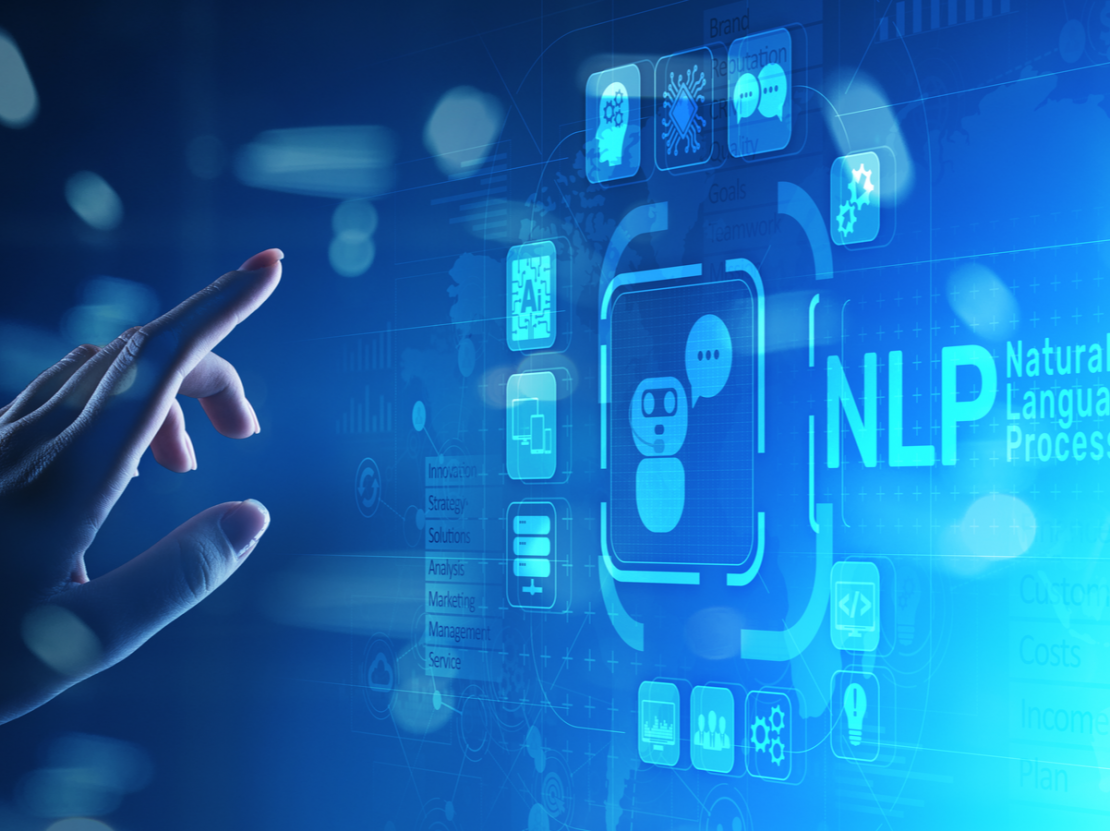 Brand
Reputation
Quality
Goals
Teamwork
Ai
NLP
Natural
Langua
Process
Innovation
Strategy
Solutions
Analysis
Marketing
Management
Service
</>
Custom
Costs
Income
Plan